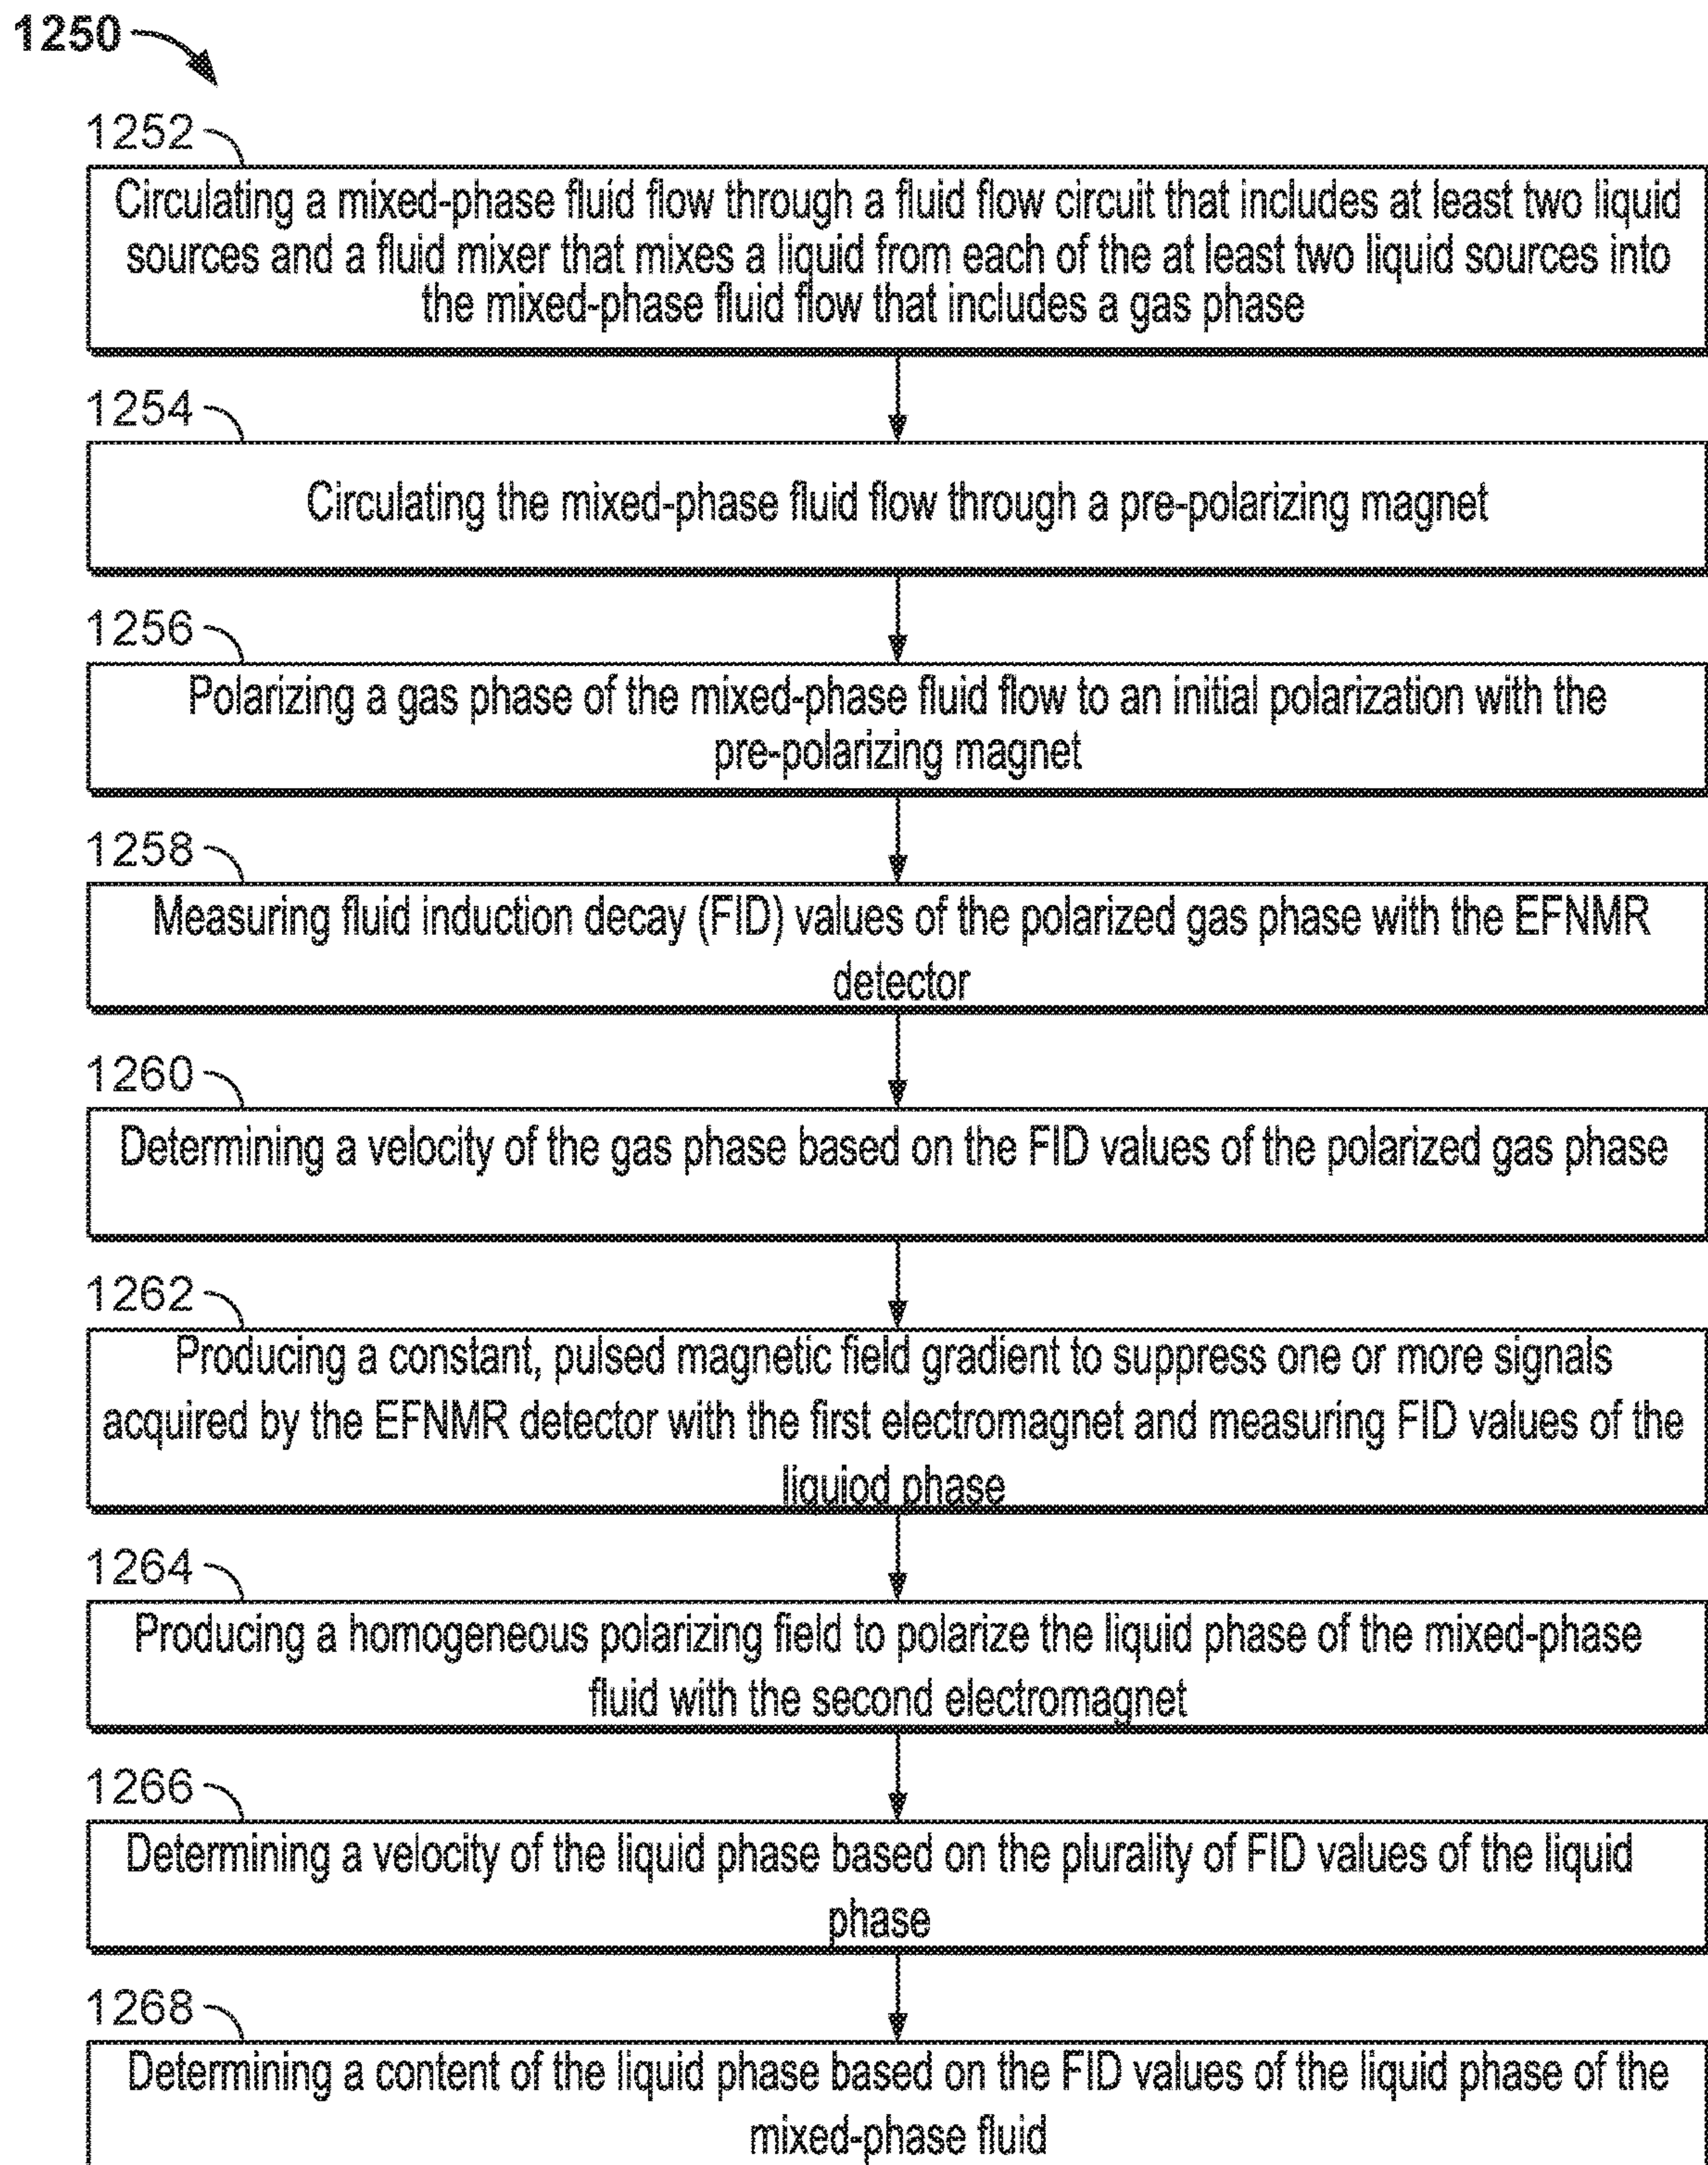 1250
1252
Circulating a mixed-phase fluid flow through a fluid flow circuit that includes at least two liquid
sources and a fluid mixer that mixes a liquid from each of the at least two liquid sources into
the mixed-phase fluid flow that includes a gas phase
1254
Circulating the mixed-phase fluid flow through a pre-polarizing magnet
1256
Polarizing a gas phase of the mixed-phase fluid flow to an initial polarization with the
pre-polarizing magnet
1258
Measuring fluid induction decay (FID) values of the polarized gas phase with the EFNMR
detector
1260
Determining a velocity of the gas phase based on the FID values of the polarized gas phase
1262
Producing a constant, pulsed magnetic field gradient to suppress one or more signals
acquired by the EFNMR detector with the first electromagnet and measuring FID values of the
liquiod phase
1264
Producing a homogeneous polarizing field to polarize the liquid phase of the mixed-phase
fluid with the second electromagnet
1266
Determining a velocity of the liquid phase based on the plurality of FID values of the liquid
phase
1268
Determining a content of the liquid phase based on the FID values of the liquid phase of the
mixed-phase fluid